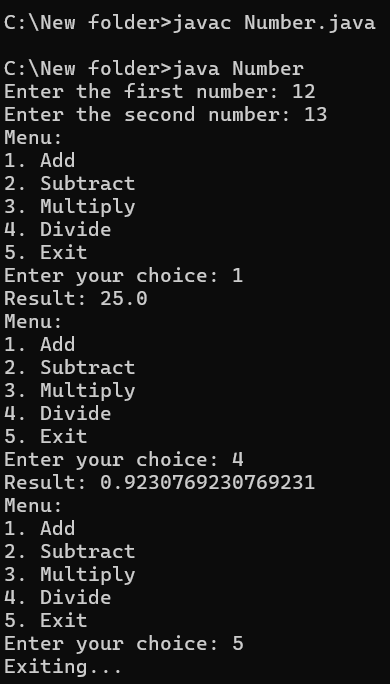 C:\New folder>javac Number.java
C:\New folder>java Number
Enter the first number: 12
Enter the second number: 13
Menu:
1. Add
2. Subtract
3. Multiply
4. Divide
5. Exit
Enter your choice: 1
Result: 25.0
Menu:
1. Add
2. Subtract
3. Multiply
4. Divide
5. Exit
Enter your choice: 4
Result: 0.9230769230769231
Menu:
1. Add
2. Subtract
3. Multiply
4. Divide
5. Exit
Enter your choice: 5
Exiting...